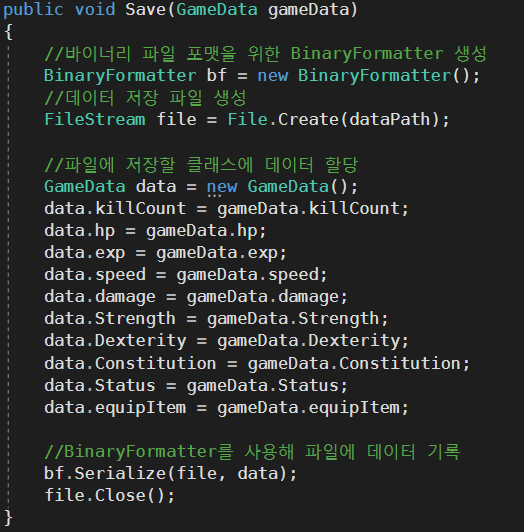 public void Save(GameData gameData)
{
//바이너리 파일 포맷을 위한 BinaryFormatter 생성
BinaryFormatter bf = new BinaryFormatter();
//데이터 저장 파일 생성
FileStream file = File.Create(dataPath);
//파일에 저장할 클래스에 데이터 할당
GameData data = new GameData();
data.killCount = gameData.killCount;
data.hp = gameData.hp;
data.exp = gameData.exp;
data.speed = gameData.speed;
data.damage = gameData.damage;
data.Strength = gameData.Strength;
data.Dexterity = gameData.Dexterity;
data.Constitution = gameData.Constitution;
data.Status = gameData.Status;
data.equipItem = gameData.equipItem;
//BinaryFormatter를 사용해 파일에 데이터 기록
bf.Serialize(file, data);
file.Close();
}